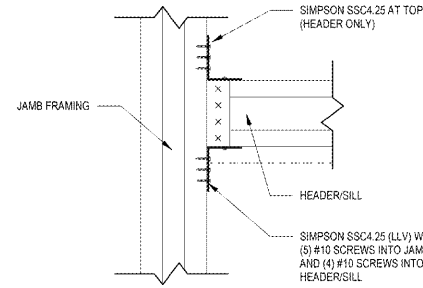 SIMPSON SSC4.25 AT TOP
(HEADER ONLY)
JAMB FRAMING
HEADER/SILL
SIMPSON SSC4.25 (LLV) W
(5) #10 SCREWS INTO JAM
AND (4) #10 SCREWS INTO
HEADER/SILL